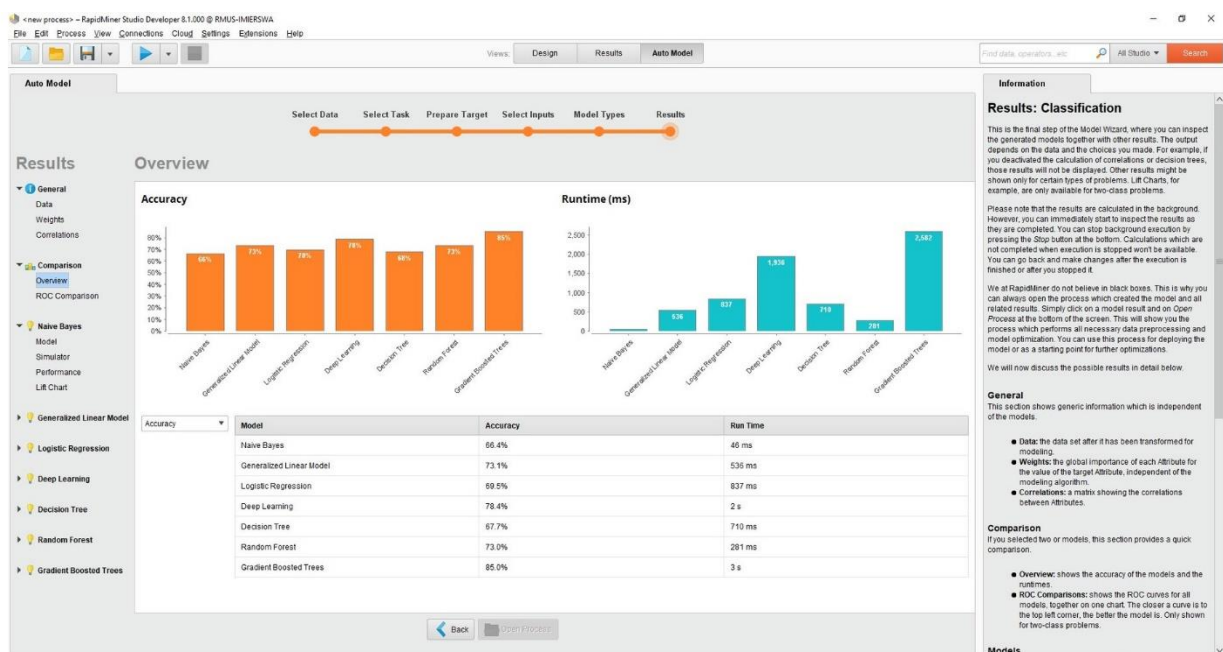 <new process> – RapidMiner Studio Developer 8.1.000 @ RMUS-IMIERSWA
File Edit Process View Connections Cloud Settings Extensions Help
Views: Design Results Auto Model
Find data, operators...etc All Studio Search
Auto Model
Select Data Select Task Prepare Target Select Inputs Model Types Results
Results
General
Data
Weights
Correlations
Comparison
Overview
ROC Comparison
Naive Bayes
Model
Simulator
Performance
Lift Chart
Generalized Linear Model
Logistic Regression
Deep Learning
Decision Tree
Random Forest
Gradient Boosted Trees
Overview
Accuracy
80%
70%
60%
50%
40%
30%
20%
10%
0%
66% 73% 70% 78% 68% 73% 85%
Naive Bayes
Generalized Linear Model
Logistic Regression
Deep Learning
Decision Tree
Random Forest
Gradient Boosted Trees
Runtime (ms)
2,500
2,000
1,500
1,000
500
0
536 837 1,936 710 281 2,582
Naive Bayes
Generalized Linear Model
Logistic Regression
Deep Learning
Decision Tree
Random Forest
Gradient Boosted Trees
Accuracy
Model Accuracy Run Time
Naive Bayes 66.4% 46 ms
Generalized Linear Model 73.1% 536 ms
Logistic Regression 69.5% 837 ms
Deep Learning 78.4% 2 s
Decision Tree 67.7% 710 ms
Random Forest 73.0% 281 ms
Gradient Boosted Trees 85.0% 3 s
Back Open Process
Information
Results: Classification
This is the final step of the Model Wizard, where you can inspect
the generated models together with other results. The output
depends on the data and the choices you made. For example, if
you deactivated the calculation of correlations or decision trees,
those results will not be displayed. Other results might be
shown only for certain types of problems. Lift Charts, for
example, are only available for two-class problems.
Please note that the results are calculated in the background.
However, you can immediately start to inspect the results as
they are completed. You can stop background execution by
pressing the Stop button at the bottom. Calculations which are
not completed when execution is stopped won't be available.
You can go back and make changes after the execution is
finished or after you stopped it.
We at RapidMiner do not believe in black boxes. This is why you
can always open the process which created the model and all
related results. Simply click on a model result and on Open
Process at the bottom of the screen. This will show you the
process which performs all necessary data preprocessing and
model optimization. You can use this process for deploying the
model or as a starting point for further optimizations.
We will now discuss the possible results in detail below.
General
This section shows generic information which is independent
of the models.
● Data: the data set after it has been transformed for
modeling.
● Weights: the global importance of each Attribute for
the value of the target Attribute, independent of the
modeling algorithm.
● Correlations: a matrix showing the correlations
between Attributes.
Comparison
If you selected two or models, this section provides a quick
comparison.
● Overview: shows the accuracy of the models and the
runtimes.
● ROC Comparisons: shows the ROC curves for all
models, together on one chart. The closer a curve is to
the top left corner, the better the model is. Only shown
for two-class problems.
Models